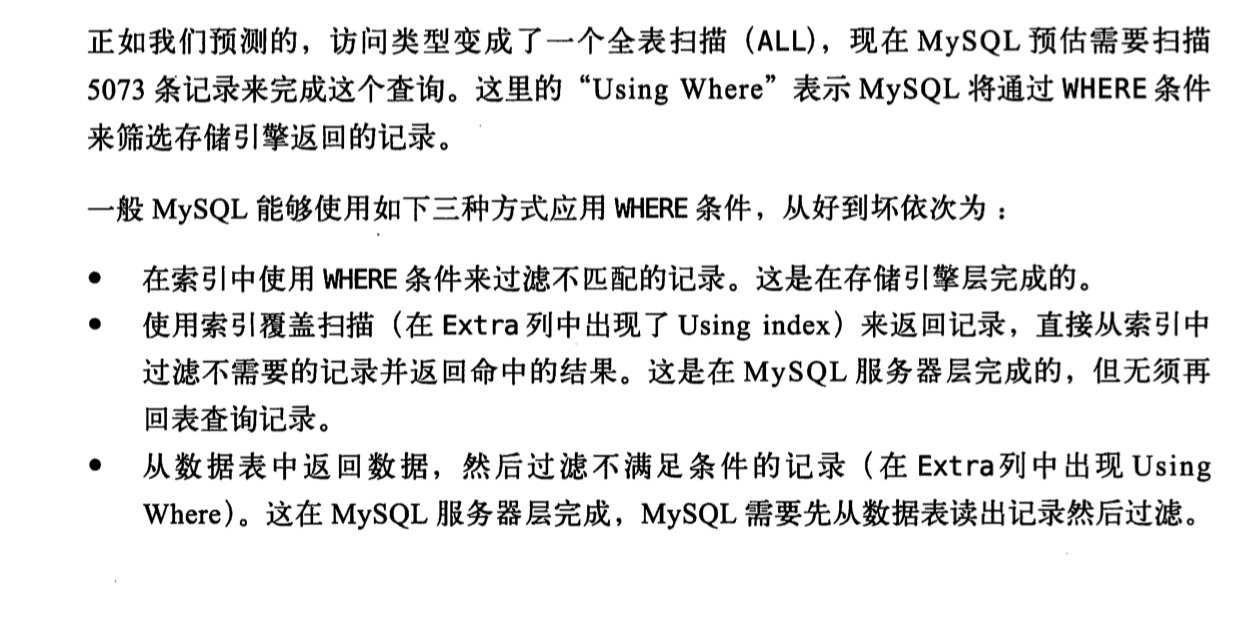 正如我们预测的，访问类型变成了一个全表扫描（ALL），现在 MySQL 预估需要扫描
5073 条记录来完成这个查询。这里的“Using Where”表示 MySQL 将通过 WHERE 条件
来筛选存储引擎返回的记录。
一般 MySQL 能够使用如下三种方式应用 WHERE 条件，从好到坏依次为：
• 在索引中使用 WHERE 条件来过滤不匹配的记录。这是在存储引擎层完成的。
• 使用索引覆盖扫描（在 Extra 列中出现了 Using index）来返回记录，直接从索引中
过滤不需要的记录并返回命中的结果。这是在 MySQL 服务器层完成的，但无须再
回表查询记录。
• 从数据表中返回数据，然后过滤不满足条件的记录（在 Extra 列中出现 Using
Where）。这在 MySQL 服务器层完成，MySQL 需要先从数据表读出记录然后过滤。